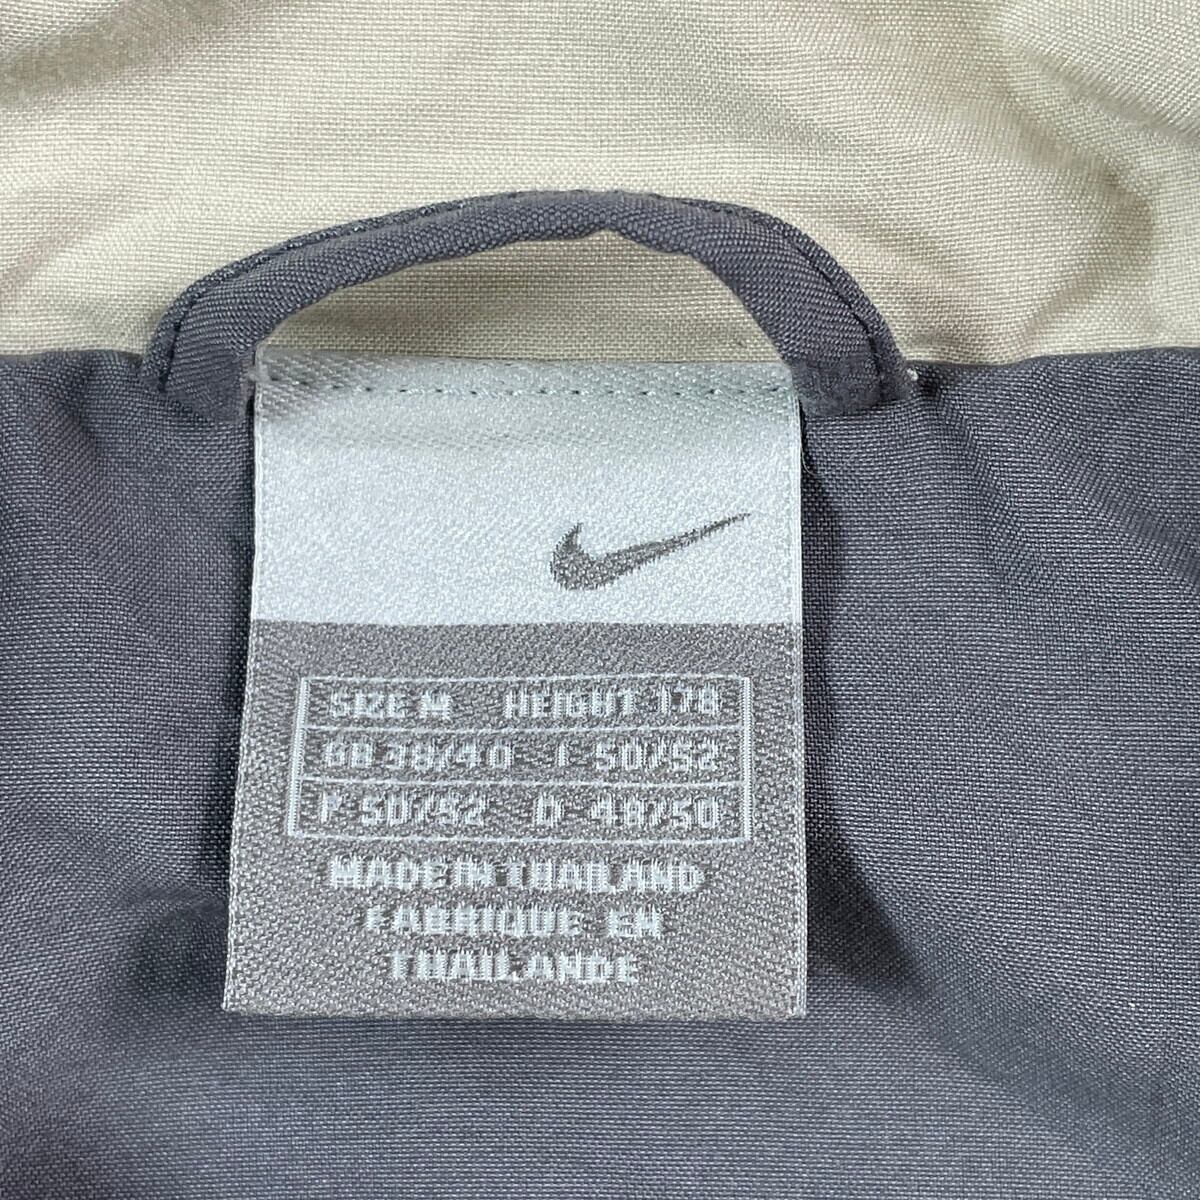 SIZE M HEIGHT 178
GB 38/40 I 50/52
F 50/52 D 48/50
MADE IN THAILAND
FABRIQUE EN
THAILANDE